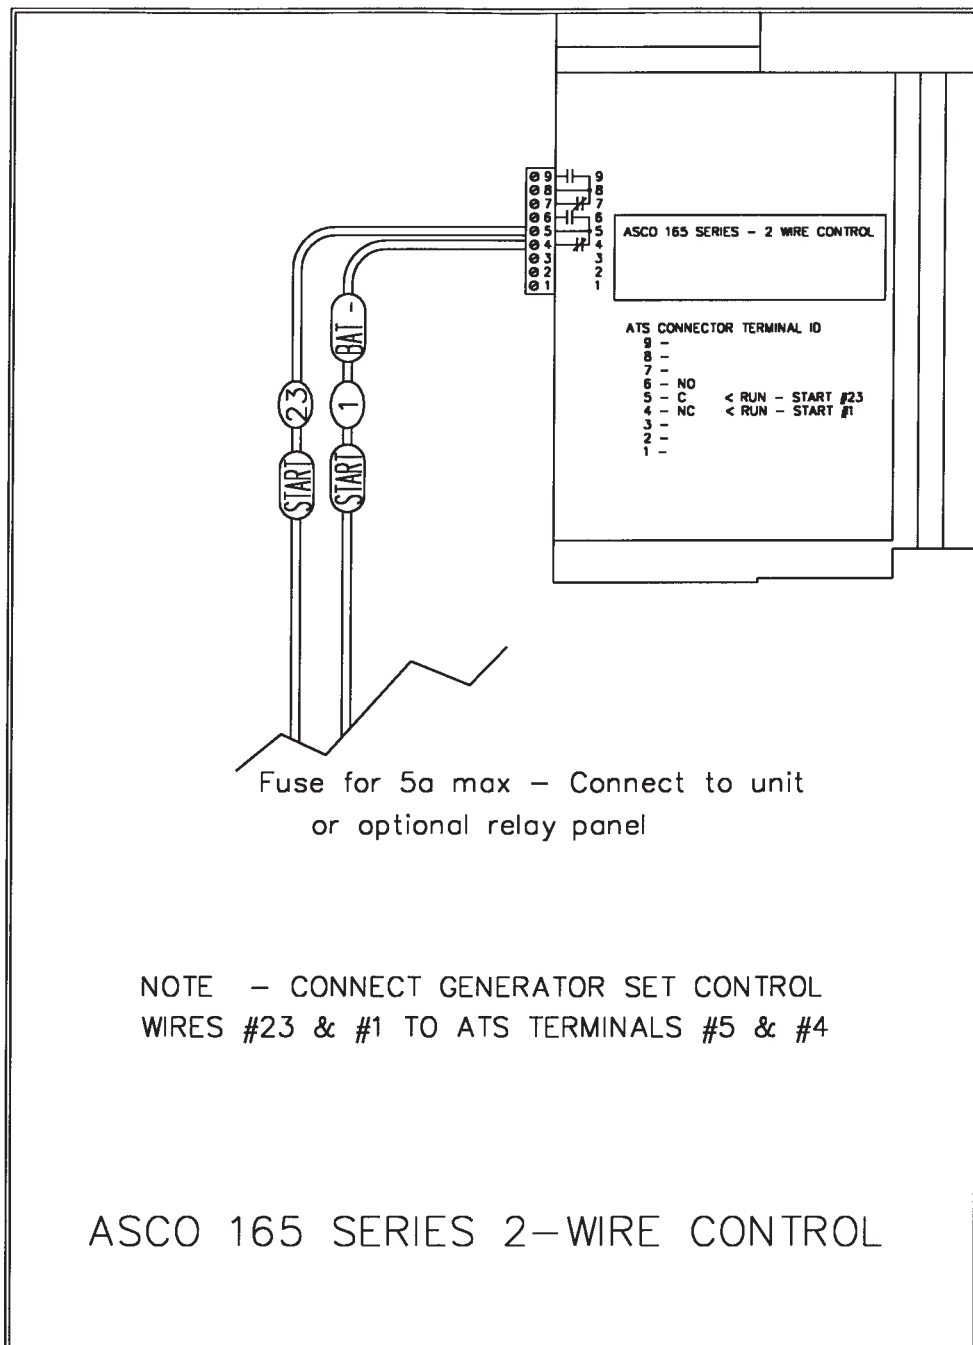 9 9
8 8
7 7
6 6
5 5
4 4
3 3
2 2
1 1
ASCO 165 SERIES - 2 WIRE CONTROL
ATS CONNECTOR TERMINAL ID
9 -
8 -
7 -
6 - NO
5 - C < RUN - START #23
4 - NC < RUN - START #1
3 -
2 -
1 -
BAT -
23
1
START
START
Fuse for 5a max - Connect to unit
or optional relay panel
NOTE - CONNECT GENERATOR SET CONTROL
WIRES #23 & #1 TO ATS TERMINALS #5 & #4
ASCO 165 SERIES 2-WIRE CONTROL